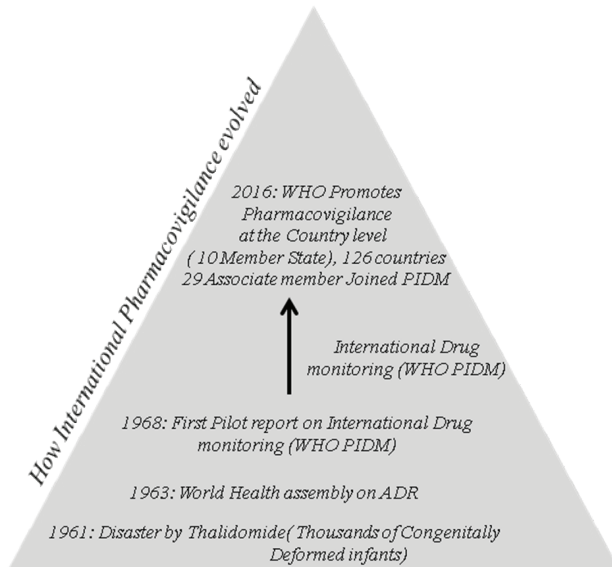 How International Pharmacovigilance evolved
2016: WHO Promotes
Pharmacovigilance
at the Country level
( 10 Member State), 126 countries
29 Associate member Joined PIDM
International Drug
monitoring (WHO PIDM)
1968: First Pilot report on International Drug
monitoring (WHO PIDM)
1963: World Health assembly on ADR
1961: Disaster by Thalidomide( Thousands of Congenitally
Deformed infants)